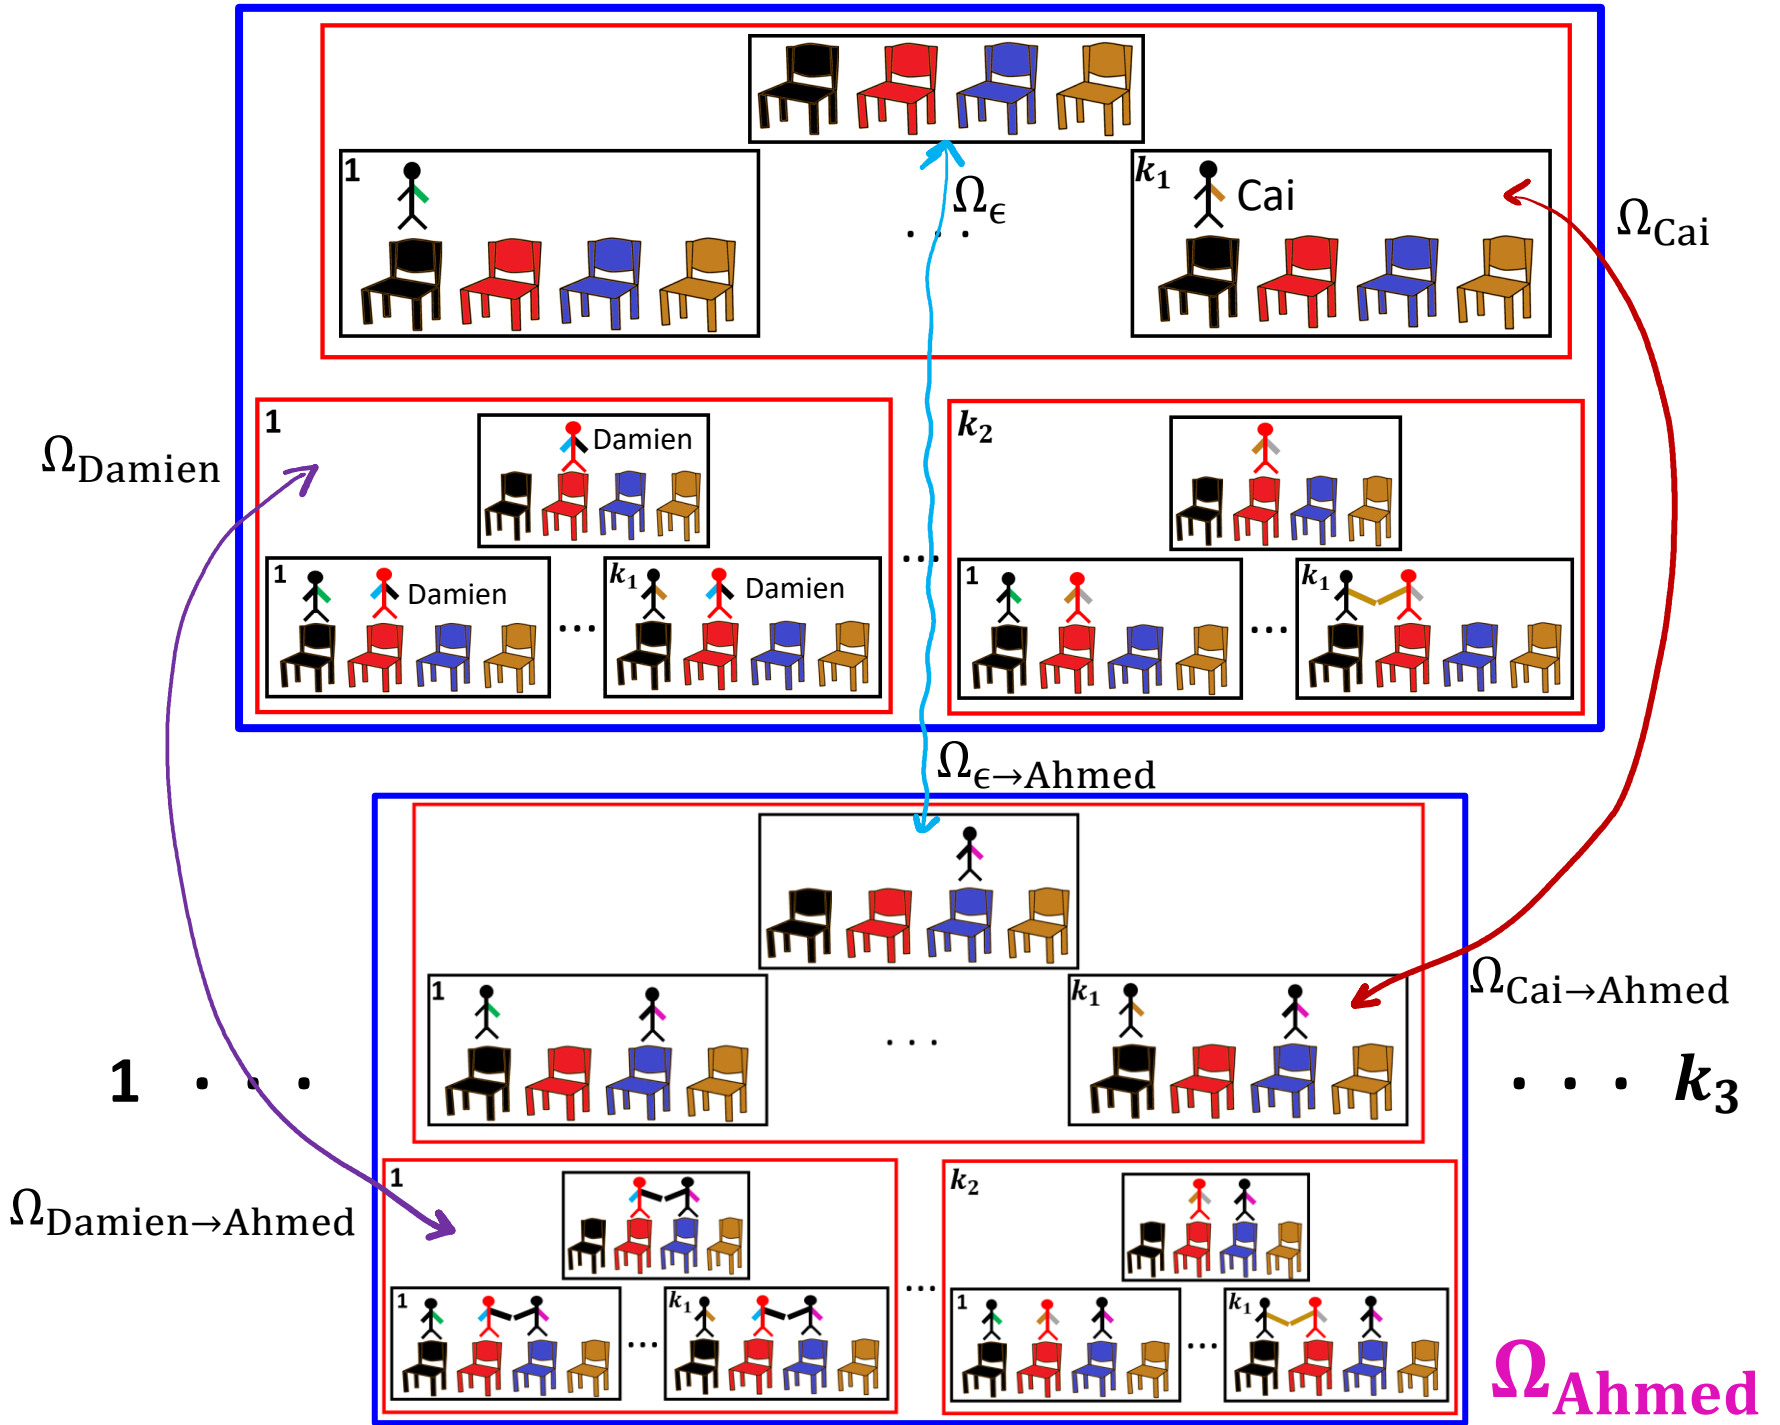 Ω_ϵ
. . .
1
k₁ Cai
Ω_Cai
Ω_Damien
1
Damien
1
Damien
...
k₁
Damien
...
k₂
1
...
k₁
Ω_ϵ→Ahmed
1
. . .
k₁
Ω_Cai→Ahmed
1 . . .
. . . k₃
Ω_Damien→Ahmed
1
1
...
k₁
...
k₂
1
...
k₁
Ω_Ahmed